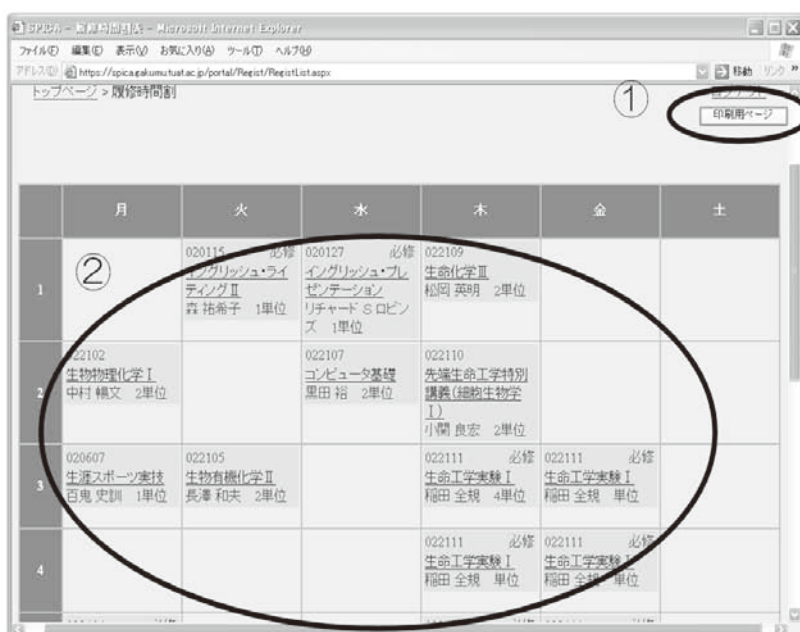 SPICA - 履修時間割表 - Microsoft Internet Explorer
ファイル(F) 編集(E) 表示(V) お気に入り(A) ツール(T) ヘルプ(H)
アドレス(D) https://spica.gakumu.tuat.ac.jp/portal/Regist/RegistList.aspx 移動 リンク »
トップページ > 履修時間割
①
ログアウト
印刷用ページ
月 火 水 木 金 土
②
1
020115 必修
イングリッシュ・ライ
ティングⅡ
森 祐希子 1単位
020127 必修
イングリッシュ・プレ
ゼンテーション
リチャード S ロビン
ズ 1単位
022109
生命化学Ⅲ
松岡 英明 2単位
2
022102
生物物理化学Ⅰ
中村 暢文 2単位
022107
コンピュータ基礎
黒田 裕 2単位
022110
先端生命工学特別
講義(細胞生物学
Ⅰ)
小関 良宏 2単位
3
020607
生涯スポーツ実技
百鬼 史訓 1単位
022105
生物有機化学Ⅱ
長澤 和夫 2単位
022111 必修
生命工学実験Ⅰ
稲田 全規 4単位
022111 必修
生命工学実験Ⅰ
稲田 全規 単位
4
022111 必修
生命工学実験Ⅰ
稲田 全規 単位
022111 必修
生命工学実験Ⅰ
稲田 全規 単位